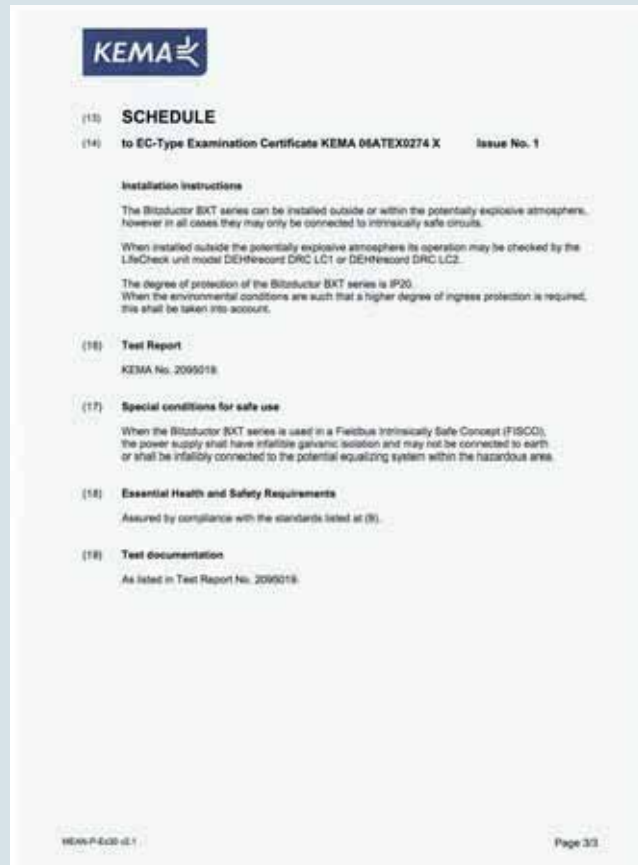 KEMA
(13) SCHEDULE
(14) to EC-Type Examination Certificate KEMA 06ATEX0274 X Issue No. 1
Installation instructions
The Blitzductor BXT series can be installed outside or within the potentially explosive atmosphere,
however in all cases they may only be connected to intrinsically safe circuits.
When installed outside the potentially explosive atmosphere its operation may be checked by the
LifeCheck unit model DEHNrecord DRC LC1 or DEHNrecord DRC LC2.
The degree of protection of the Blitzductor BXT series is IP20.
When the environmental conditions are such that a higher degree of ingress protection is required,
this shall be taken into account.
(16) Test Report
KEMA No. 2095019.
(17) Special conditions for safe use
When the Blitzductor BXT series is used in a Fieldbus Intrinsically Safe Concept (FISCO),
the power supply shall have infallible galvanic isolation and may not be connected to earth
or shall be infallibly connected to the potential equalizing system within the hazardous area.
(18) Essential Health and Safety Requirements
Assured by compliance with the standards listed at (9).
(19) Test documentation
As listed in Test Report No. 2095019.
Page 3/3